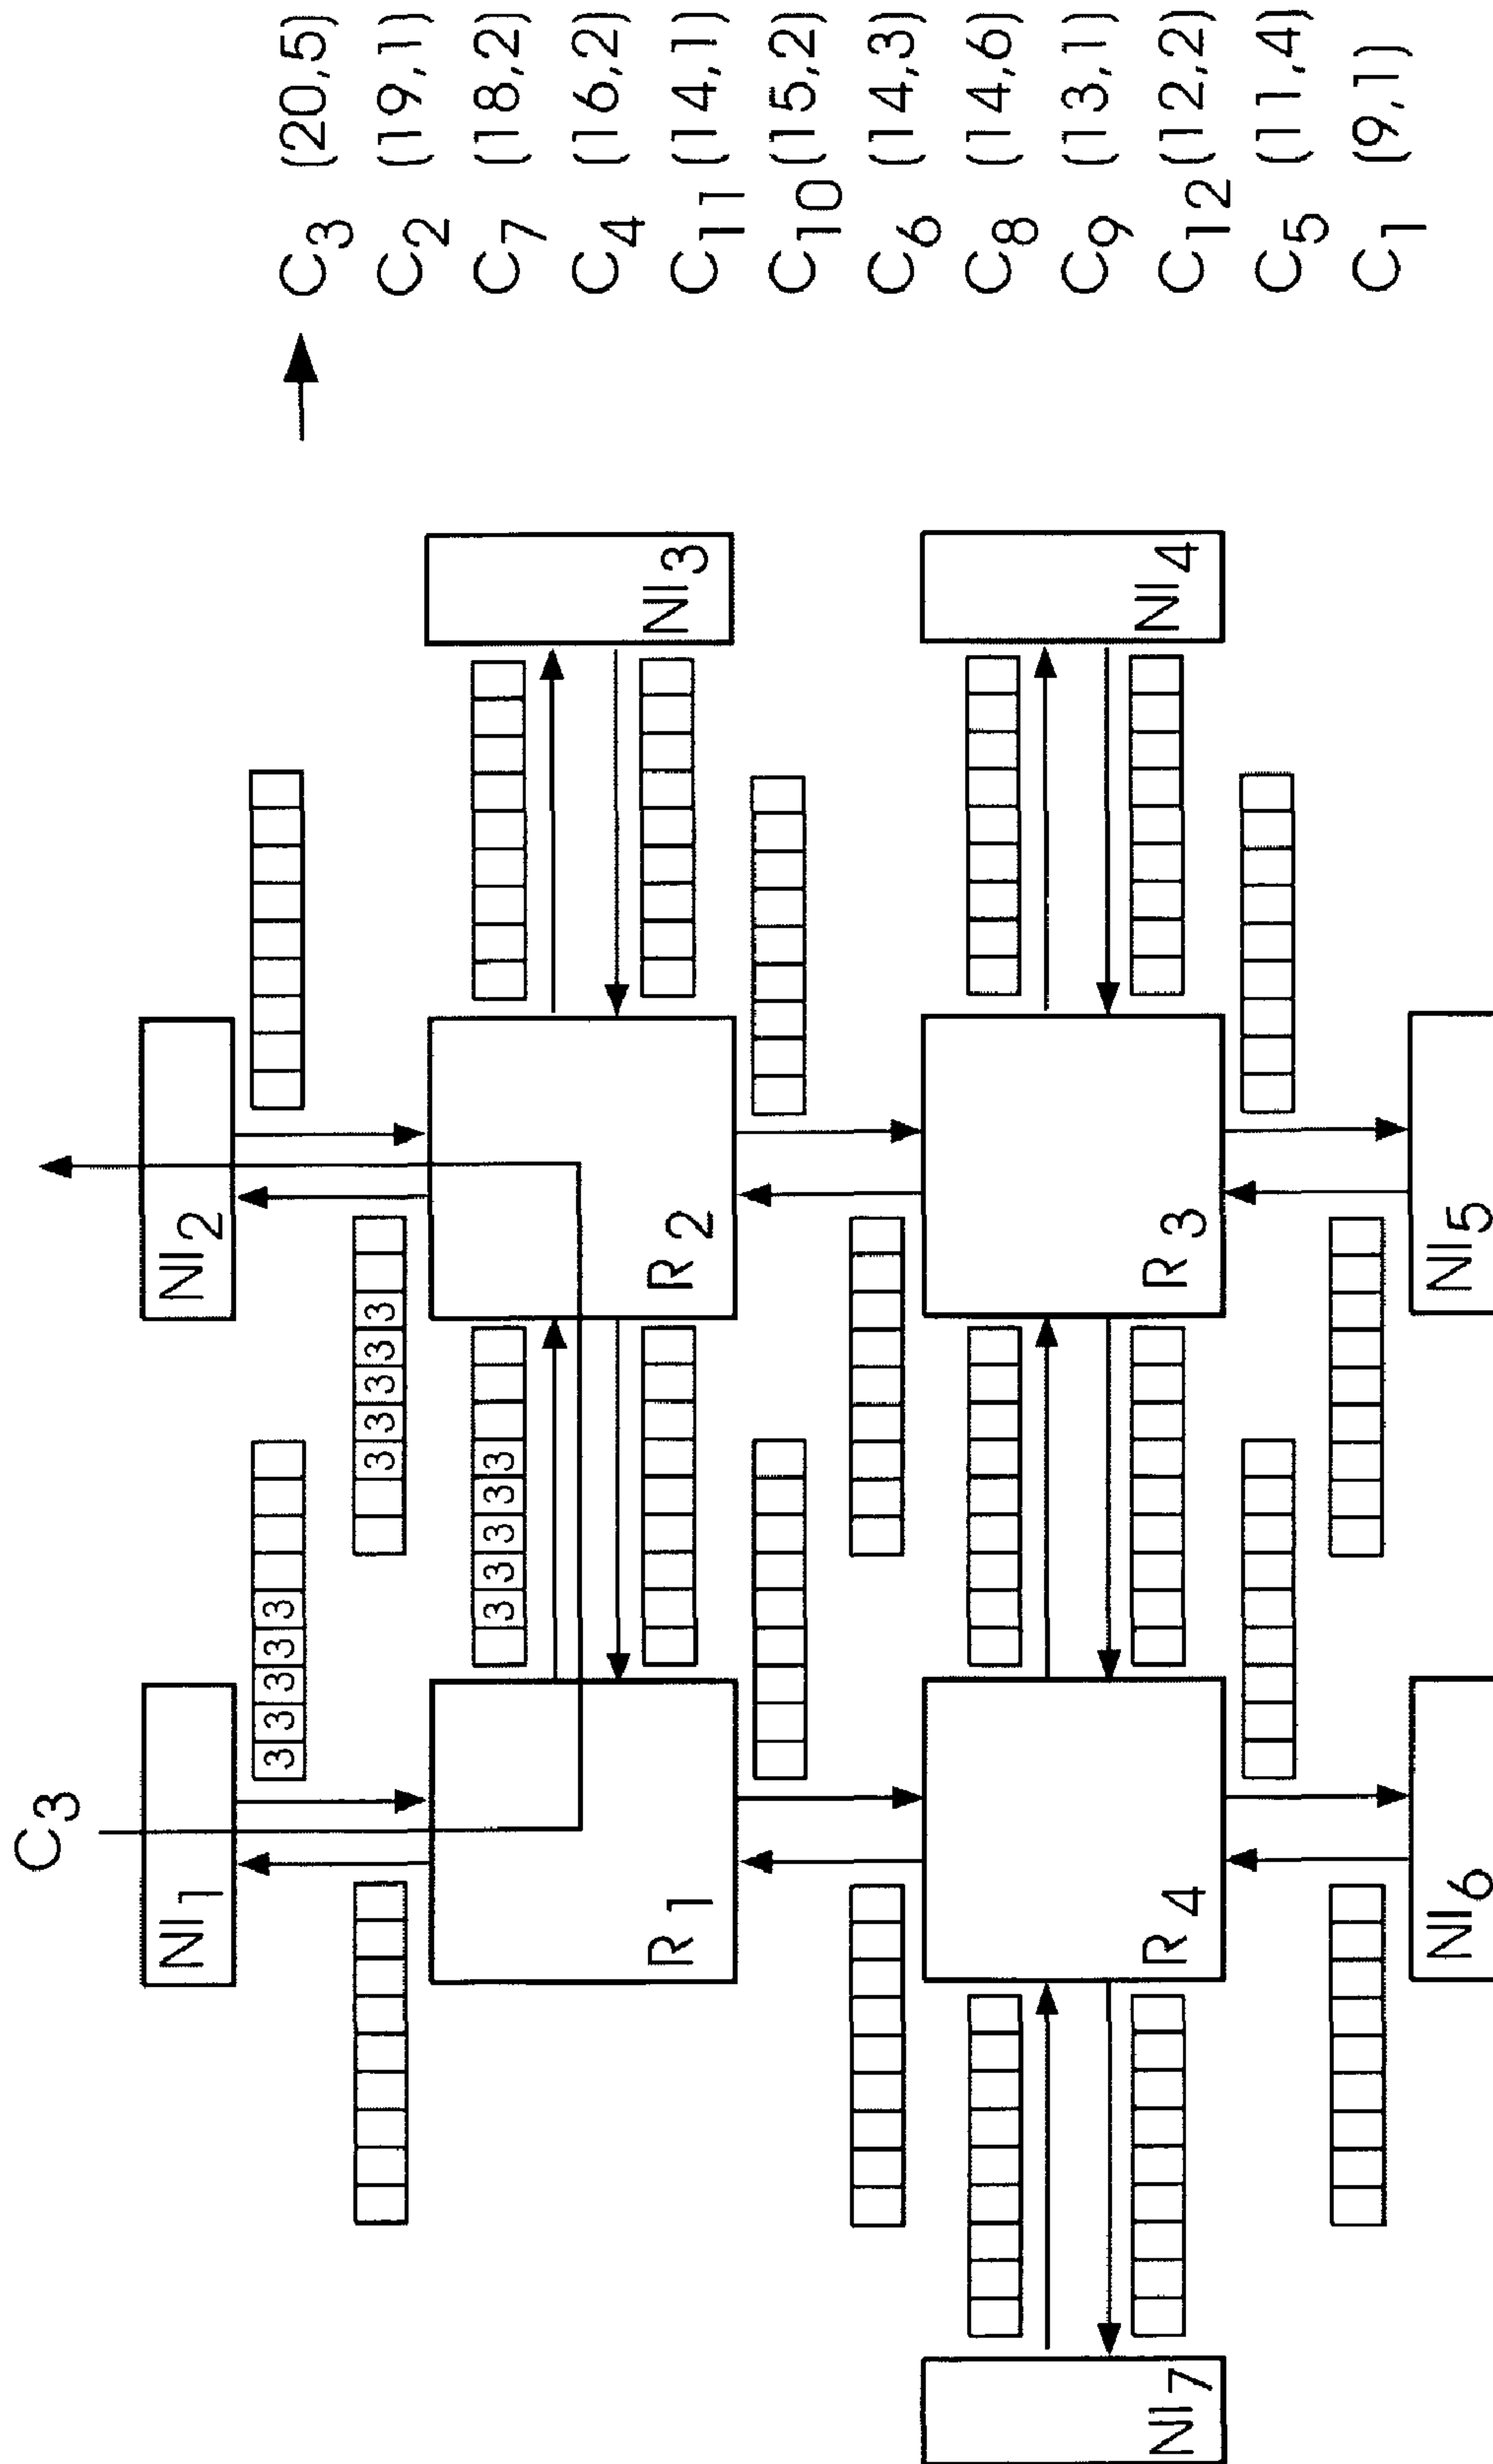 C3
NI1
NI2
3 3 3 3 3
3 3 3 3 3
3 3 3 3 3
R1
R2
NI3
R4
R3
NI4
NI7
NI6
NI5
C3 (20,5)
C2 (19,1)
C7 (18,2)
C4 (16,2)
C11 (14,1)
C10 (15,2)
C6 (14,3)
C8 (14,6)
C9 (13,1)
C12 (12,2)
C5 (11,4)
C1 (9,1)